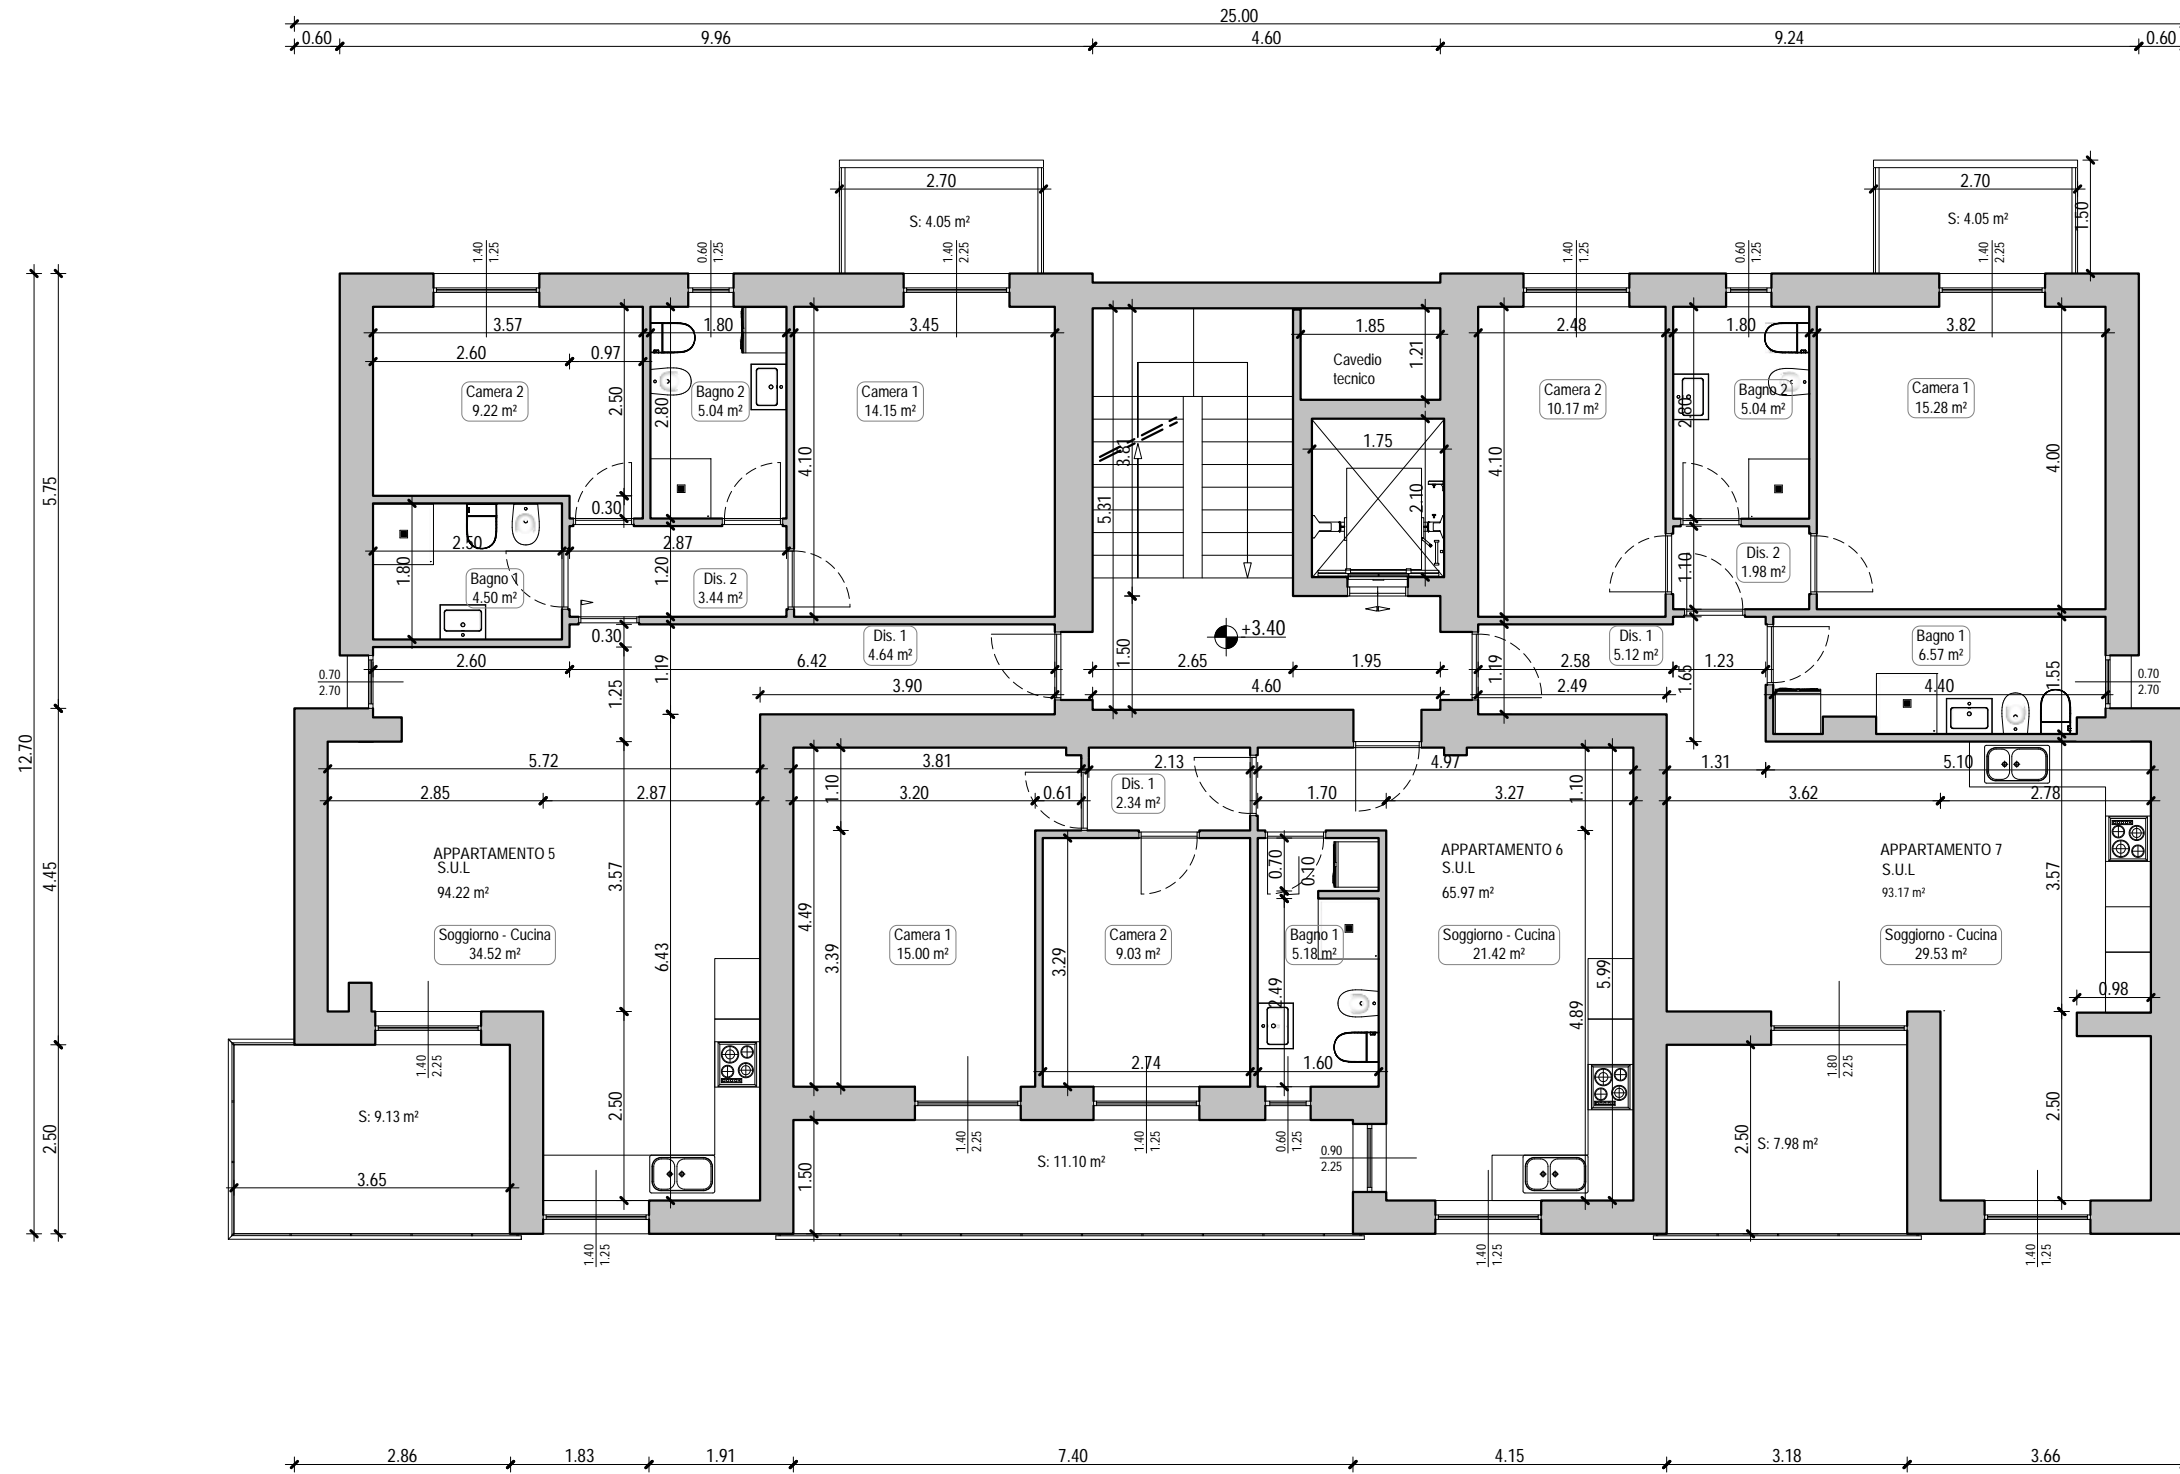 25.00
0.60
9.96
4.60
9.24
0.60
2.70
S: 4.05 m²
2.70
S: 4.05 m²
1.50
1.40
1.25
0.60
1.25
1.40
2.25
1.40
1.25
0.60
1.25
1.40
2.25
3.57
1.80
3.45
1.85
2.48
1.80
3.82
2.60
0.97
1.21
Cavedio
tecnico
Camera 2
9.22 m²
2.50
2.80
Bagno 2
5.04 m²
Camera 1
14.15 m²
Camera 2
10.17 m²
2.80
Bagno 2
5.04 m²
Camera 1
15.28 m²
3.81
1.75
4.10
4.10
4.00
5.75
0.30
5.31
2.10
2.50
2.87
1.80
Bagno 1
4.50 m²
1.20
Dis. 2
3.44 m²
1.10
Dis. 2
1.98 m²
0.30
Dis. 1
4.64 m²
+3.40
Dis. 1
5.12 m²
Bagno 1
6.57 m²
0.70
2.70
2.60
1.25
1.19
6.42
1.50
2.65
1.95
1.19
2.58
1.65
1.23
1.55
0.70
2.70
3.90
4.60
2.49
4.40
12.70
5.72
3.81
2.13
4.97
1.31
5.10
2.85
2.87
1.10
3.20
0.61
Dis. 1
2.34 m²
1.70
3.27
1.10
3.62
2.78
4.45
APPARTAMENTO 5
S.U.L
94.22 m²
3.57
0.70
0.10
APPARTAMENTO 6
S.U.L
65.97 m²
APPARTAMENTO 7
S.U.L
93.17 m²
3.57
4.49
Soggiorno - Cucina
34.52 m²
6.43
3.39
Camera 1
15.00 m²
3.29
Camera 2
9.03 m²
Bagno 1
5.18 m²
2.49
Soggiorno - Cucina
21.42 m²
4.89
5.99
Soggiorno - Cucina
29.53 m²
0.98
1.40
2.25
2.74
1.60
1.80
2.25
2.50
S: 9.13 m²
2.50
1.40
2.25
1.40
1.25
0.60
1.25
0.90
2.25
2.50
S: 7.98 m²
2.50
3.65
1.50
S: 11.10 m²
1.40
1.25
1.40
1.25
1.40
1.25
2.86
1.83
1.91
7.40
4.15
3.18
3.66